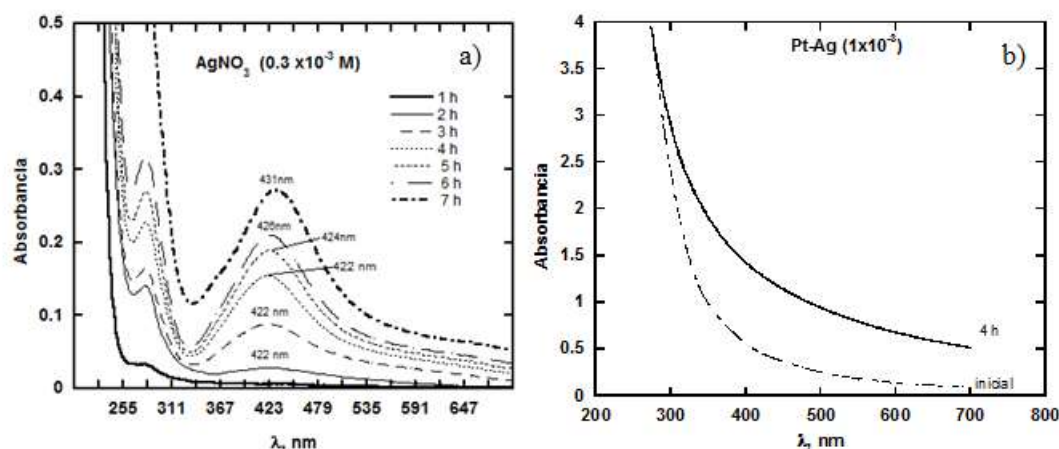 a)
AgNO3 (0.3 x10-3 M)
1 h
2 h
3 h
4 h
5 h
6 h
7 h
431nm
426nm
424nm
422 nm
422 nm
422 nm
Absorbancia
0.5
0.4
0.3
0.2
0.1
0
255 311 367 423 479 535 591 647
λ, nm
b)
Pt-Ag (1x10-3)
4 h
inicial
Absorbancia
4
3.5
3
2.5
2
1.5
1
0.5
0
200 300 400 500 600 700 800
λ, nm